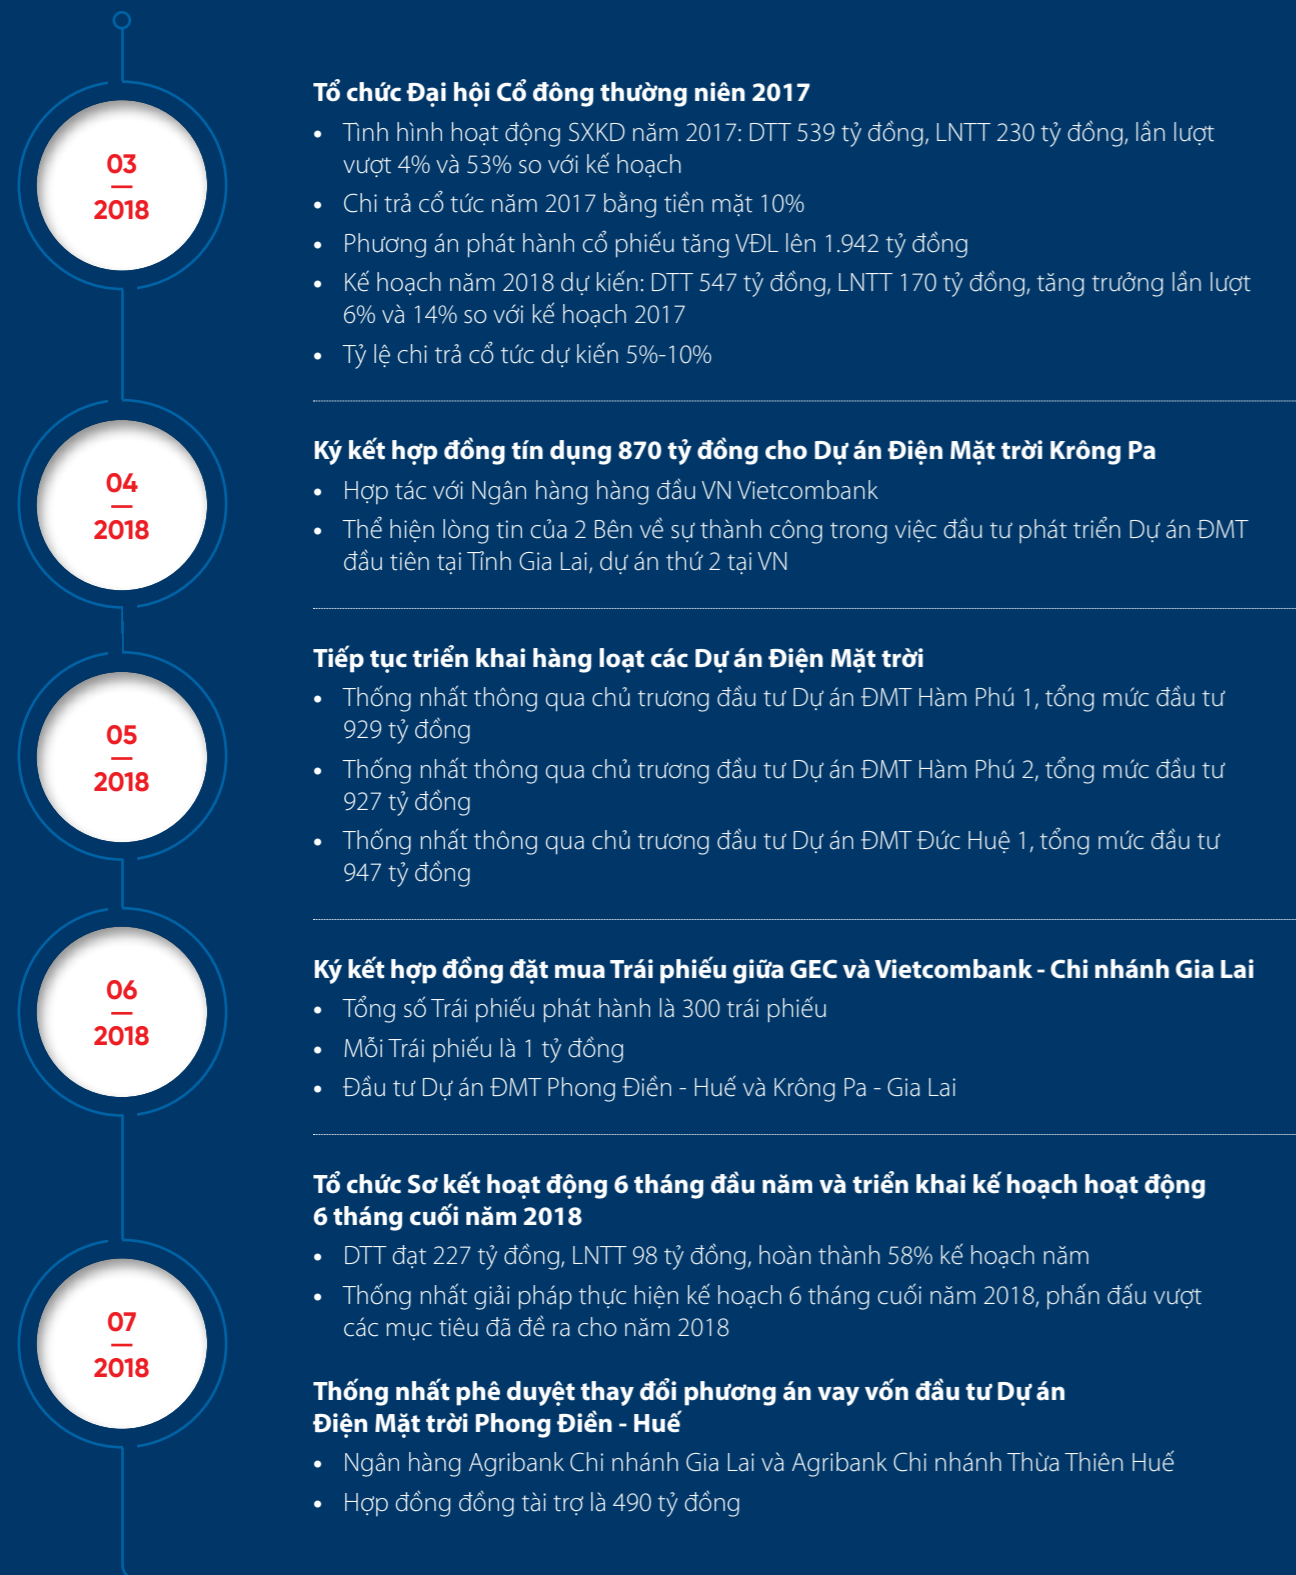 03
2018
Tổ chức Đại hội Cổ đông thường niên 2017
• Tình hình hoạt động SXKD năm 2017: DTT 539 tỷ đồng, LNTT 230 tỷ đồng, lần lượt
vượt 4% và 53% so với kế hoạch
• Chi trả cổ tức năm 2017 bằng tiền mặt 10%
• Phương án phát hành cổ phiếu tăng VĐL lên 1.942 tỷ đồng
• Kế hoạch năm 2018 dự kiến: DTT 547 tỷ đồng, LNTT 170 tỷ đồng, tăng trưởng lần lượt
6% và 14% so với kế hoạch 2017
• Tỷ lệ chi trả cổ tức dự kiến 5%-10%
04
2018
Ký kết hợp đồng tín dụng 870 tỷ đồng cho Dự án Điện Mặt trời Krông Pa
• Hợp tác với Ngân hàng hàng đầu VN Vietcombank
• Thể hiện lòng tin của 2 Bên về sự thành công trong việc đầu tư phát triển Dự án ĐMT
đầu tiên tại Tỉnh Gia Lai, dự án thứ 2 tại VN
05
2018
Tiếp tục triển khai hàng loạt các Dự án Điện Mặt trời
• Thống nhất thông qua chủ trương đầu tư Dự án ĐMT Hàm Phú 1, tổng mức đầu tư
929 tỷ đồng
• Thống nhất thông qua chủ trương đầu tư Dự án ĐMT Hàm Phú 2, tổng mức đầu tư
927 tỷ đồng
• Thống nhất thông qua chủ trương đầu tư Dự án ĐMT Đức Huệ 1, tổng mức đầu tư
947 tỷ đồng
06
2018
Ký kết hợp đồng đặt mua Trái phiếu giữa GEC và Vietcombank - Chi nhánh Gia Lai
• Tổng số Trái phiếu phát hành là 300 trái phiếu
• Mỗi Trái phiếu là 1 tỷ đồng
• Đầu tư Dự án ĐMT Phong Điền - Huế và Krông Pa - Gia Lai
07
2018
Tổ chức Sơ kết hoạt động 6 tháng đầu năm và triển khai kế hoạch hoạt động
6 tháng cuối năm 2018
• DTT đạt 227 tỷ đồng, LNTT 98 tỷ đồng, hoàn thành 58% kế hoạch năm
• Thống nhất giải pháp thực hiện kế hoạch 6 tháng cuối năm 2018, phấn đấu vượt
các mục tiêu đã đề ra cho năm 2018
Thống nhất phê duyệt thay đổi phương án vay vốn đầu tư Dự án
Điện Mặt trời Phong Điền - Huế
• Ngân hàng Agribank Chi nhánh Gia Lai và Agribank Chi nhánh Thừa Thiên Huế
• Hợp đồng đồng tài trợ là 490 tỷ đồng